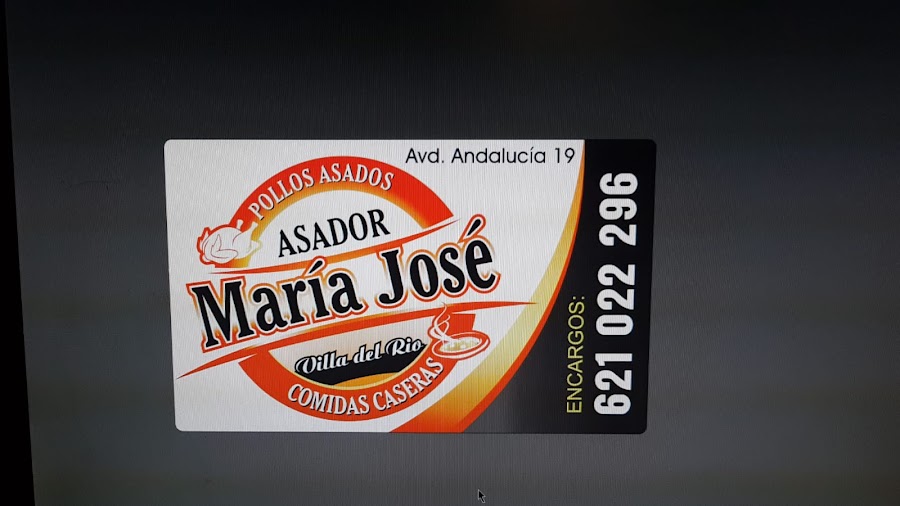 Avd. Andalucía 19
POLLOS ASADOS
ASADOR
María José
Villa del Rio
COMIDAS CASERAS
ENCARGOS:
621 022 296